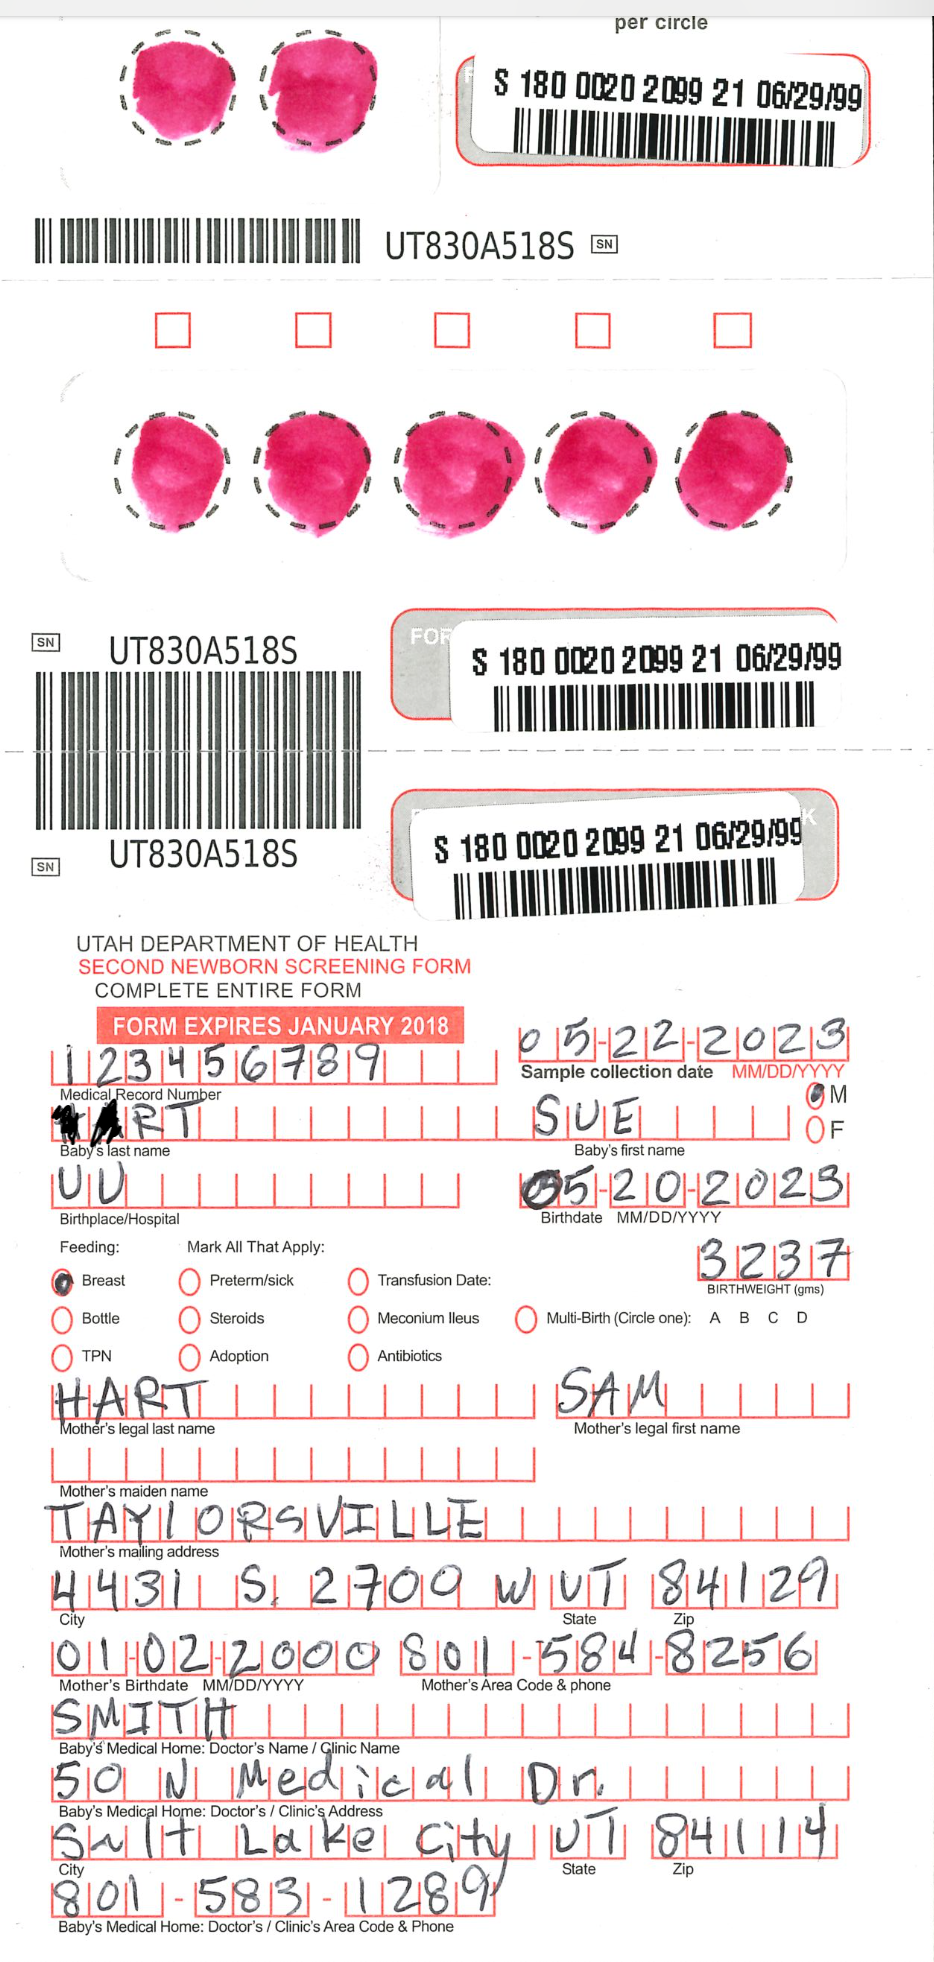 per circle
S 180 0020 2099 21 06/29/99
UT830A518S SN
FOR
S 180 0020 2099 21 06/29/99
SN UT830A518S
K
S 180 0020 2099 21 06/29/99
SN UT830A518S
UTAH DEPARTMENT OF HEALTH
SECOND NEWBORN SCREENING FORM
COMPLETE ENTIRE FORM
FORM EXPIRES JANUARY 2018
123456789 05-22-2023
Medical Record Number Sample collection date MM/DD/YYYY
M
RT SUE F
Baby's last name Baby's first name
UU 05-20-2023
Birthplace/Hospital Birthdate MM/DD/YYYY
Feeding: Mark All That Apply: 3237
Breast Preterm/sick Transfusion Date: BIRTHWEIGHT (gms)
Bottle Steroids Meconium Ileus Multi-Birth (Circle one): A B C D
TPN Adoption Antibiotics
HART SAM
Mother's legal last name Mother's legal first name
Mother's maiden name
TAYLORSVILLE
Mother's mailing address
4431 S. 2700 W UT 84129
City State Zip
01-02-2000 801-584-8256
Mother's Birthdate MM/DD/YYYY Mother's Area Code & phone
SMITH
Baby's Medical Home: Doctor's Name / Clinic Name
50 N Medical Dr.
Baby's Medical Home: Doctor's / Clinic's Address
Salt Lake City UT 84114
City State Zip
801-583-1289
Baby's Medical Home: Doctor's / Clinic's Area Code & Phone